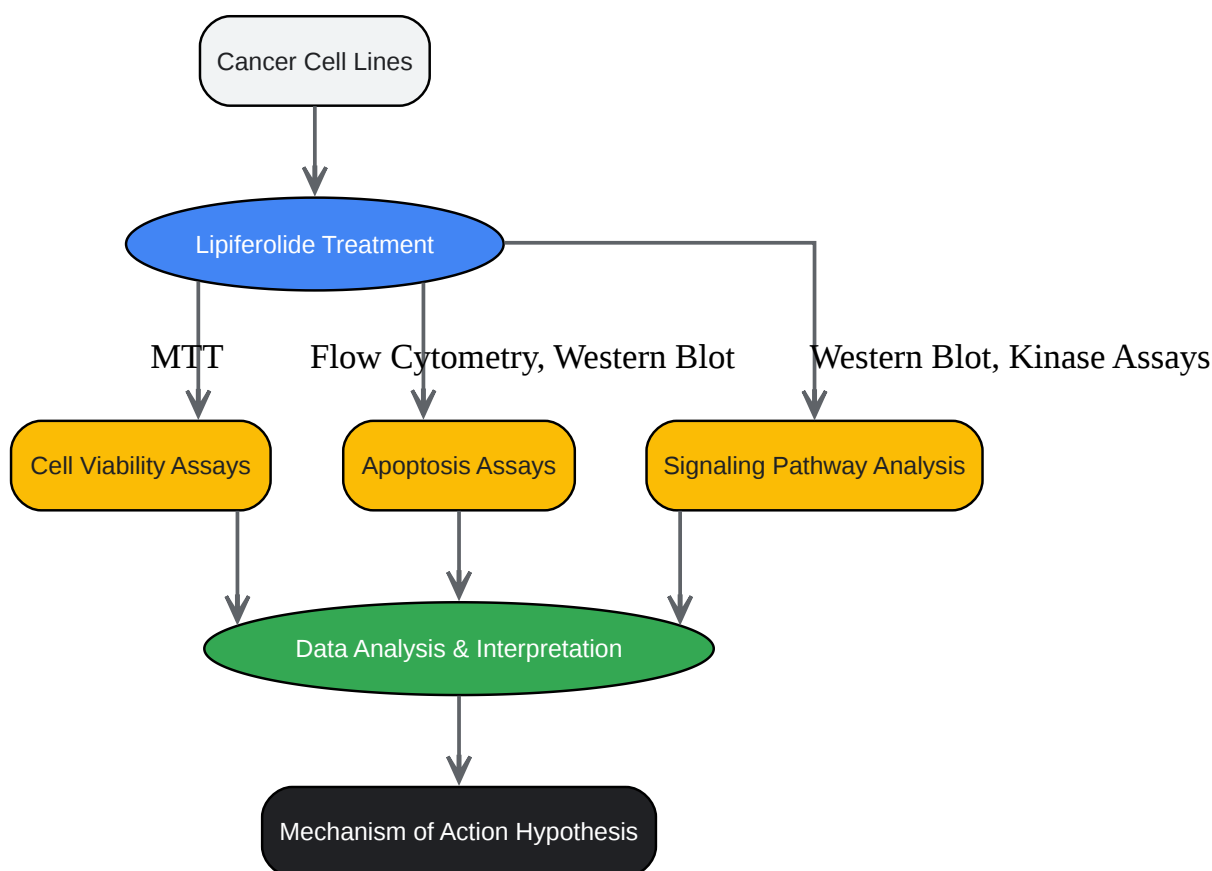 Cancer Cell Lines
Lipiferolide Treatment
MTT
Flow Cytometry, Western Blot
Western Blot, Kinase Assays
Cell Viability Assays
Apoptosis Assays
Signaling Pathway Analysis
Data Analysis & Interpretation
Mechanism of Action Hypothesis